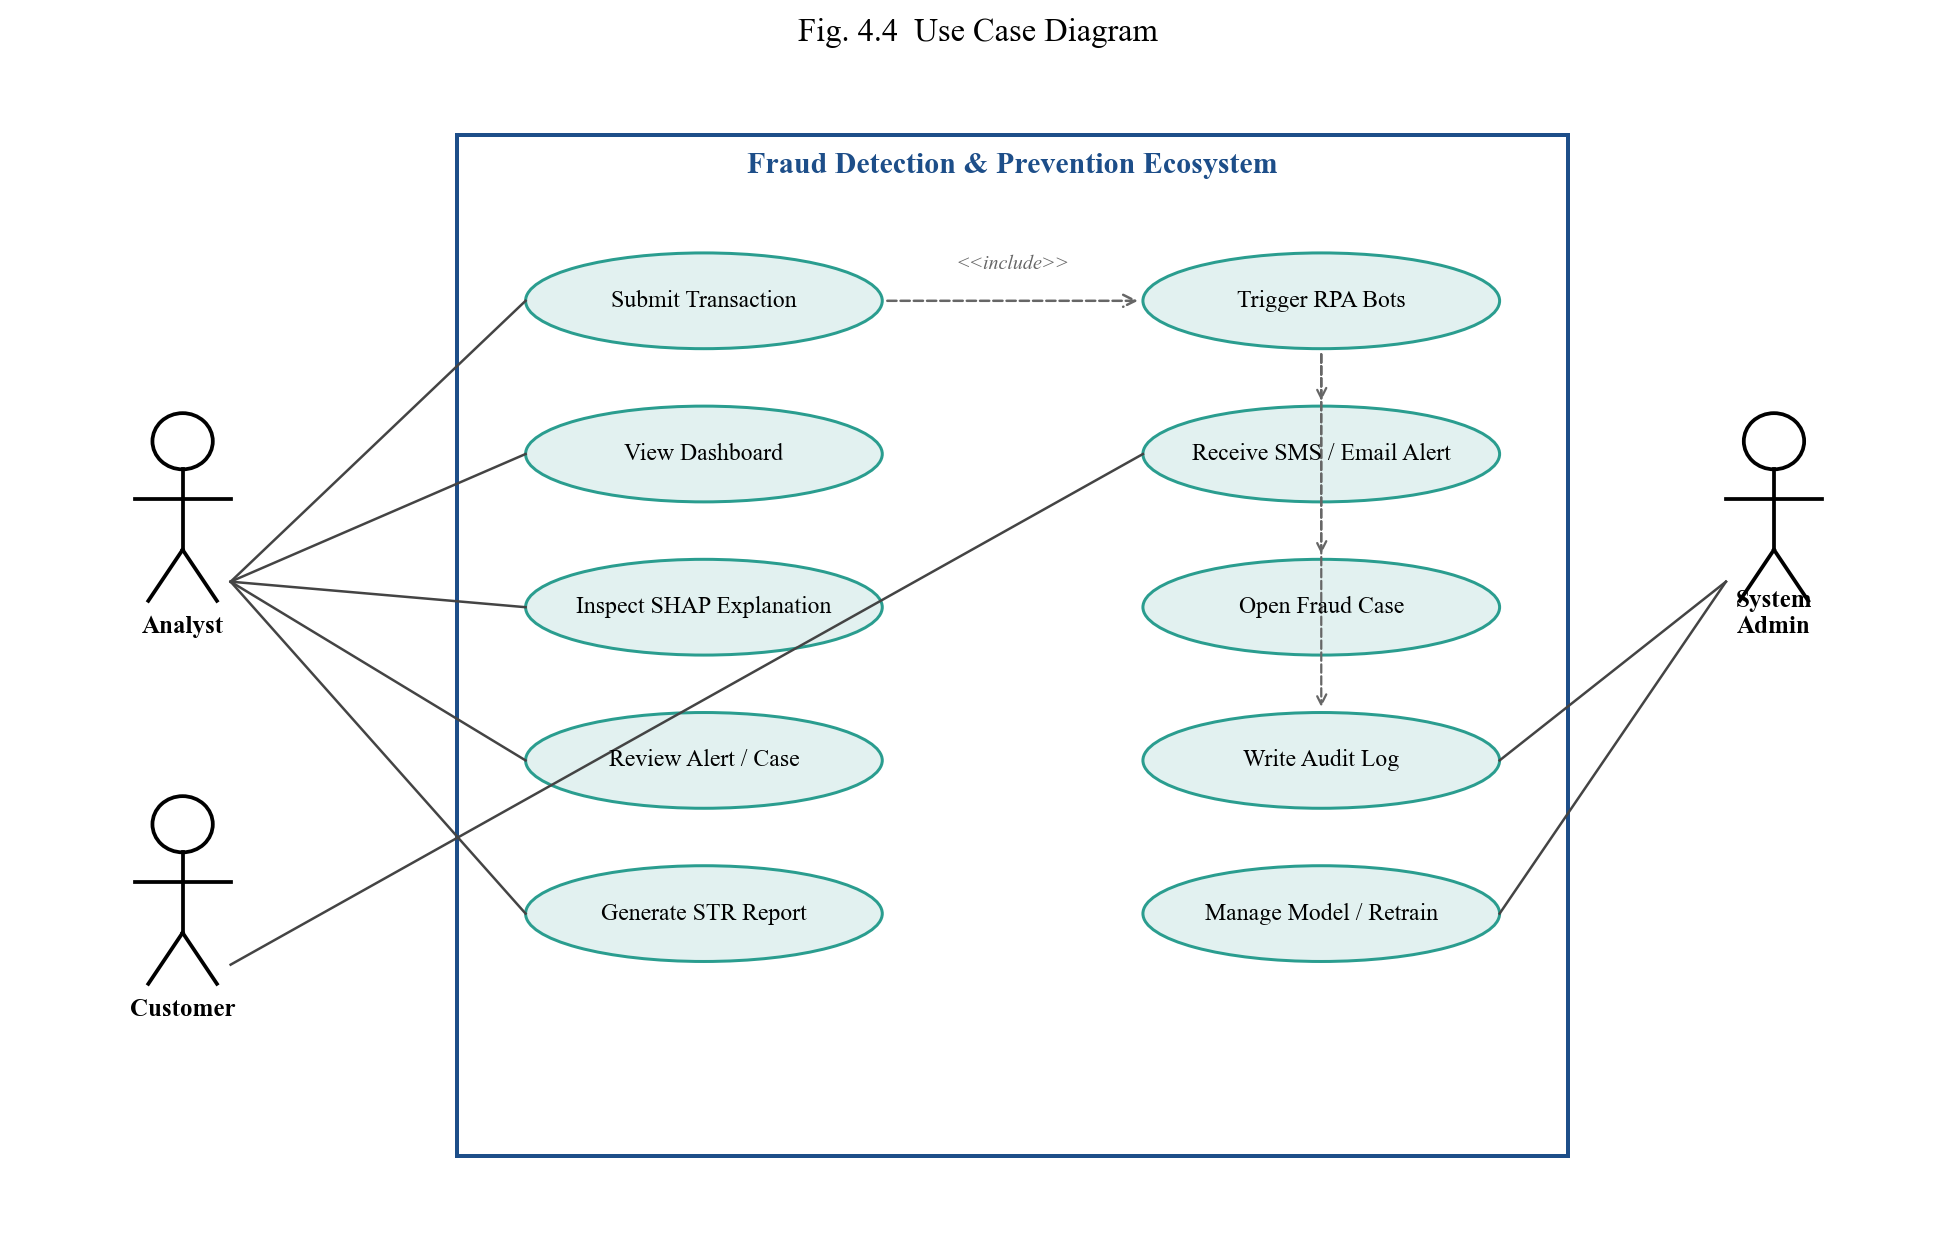 Fig. 4.4  Use Case Diagram
Fraud Detection & Prevention Ecosystem
<<include>>
Submit Transaction
Trigger RPA Bots
View Dashboard
Receive SMS / Email Alert
Inspect SHAP Explanation
Open Fraud Case
System
Admin
Analyst
Review Alert / Case
Write Audit Log
Generate STR Report
Manage Model / Retrain
Customer